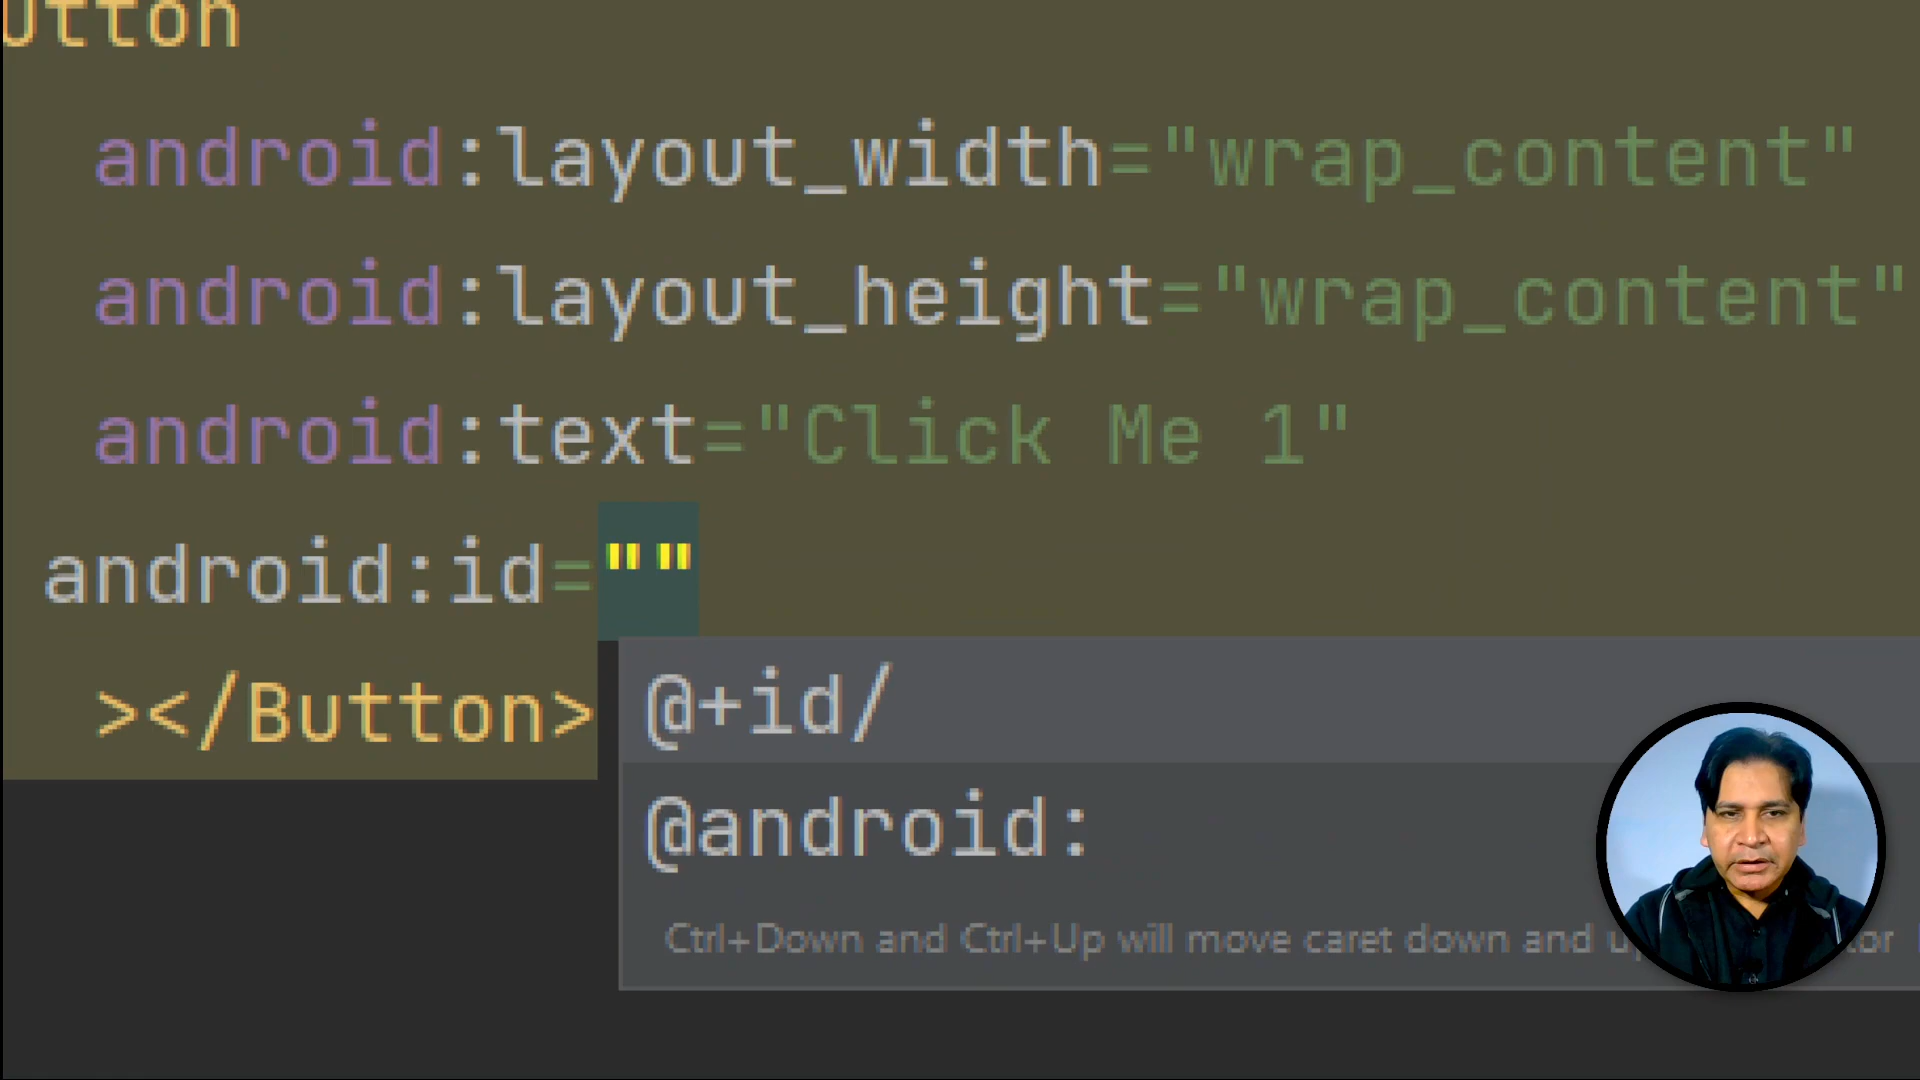 utton
android:layout_width="wrap_content"
android:layout_height="wrap_content"
android:text="Click Me 1"
android:id=""
></Button>
@+id/
@android:
Ctrl+Down and Ctrl+Up will move caret down and